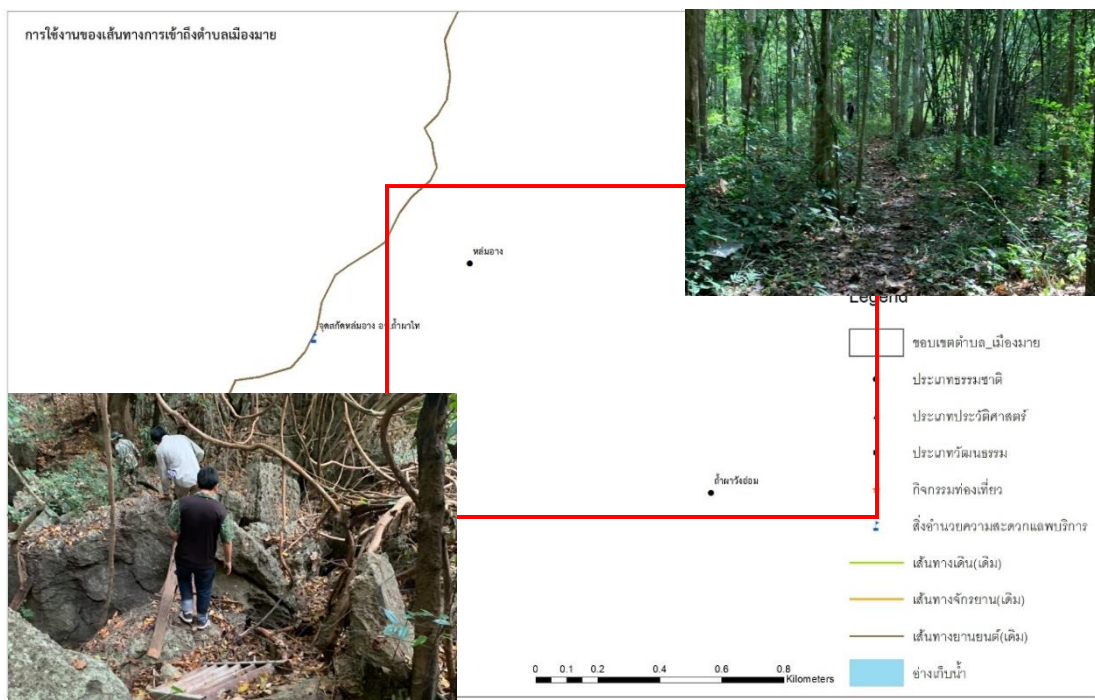 การใช้งานของเส้นทางการเข้าถึงตำบลเมืองมาย
หล่มอาง
จุดสกัดหล่มอาง อช.ถ้ำผาไท
ถ้ำผาวังอ่อม
Legend
ขอบเขตตำบล_เมืองมาย
ประเภทธรรมชาติ
ประเภทประวัติศาสตร์
ประเภทวัฒนธรรม
กิจกรรมท่องเที่ยว
สิ่งอำนวยความสะดวกแลพบริการ
เส้นทางเดิน(เดิม)
เส้นทางจักรยาน(เดิม)
เส้นทางยานยนต์(เดิม)
อ่างเก็บน้ำ
0 0.1 0.2 0.4 0.6 0.8
Kilometers